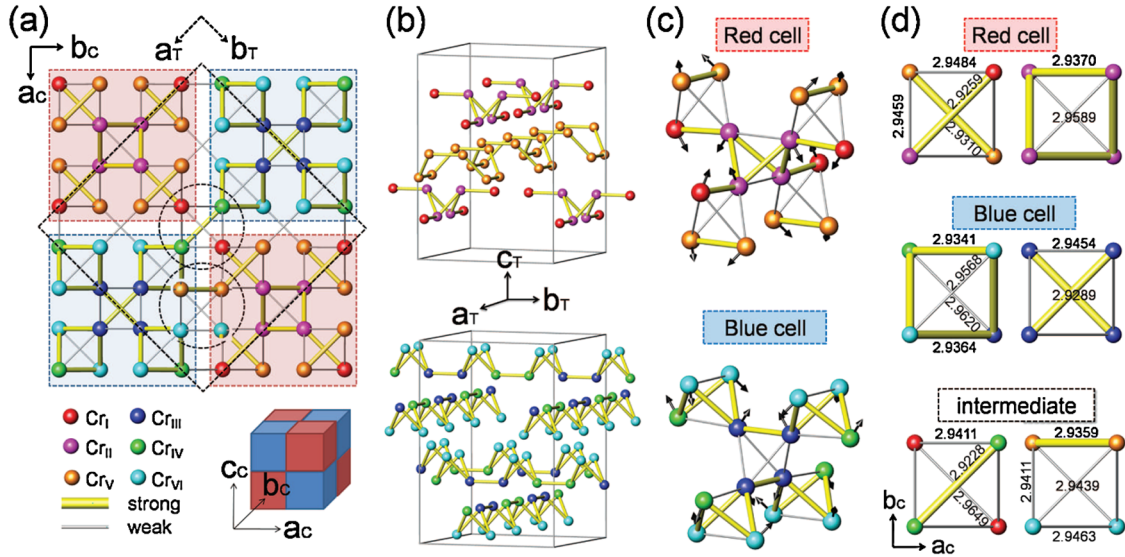 (a)
b_C
a_T
b_T
a_C
Cr_I
Cr_III
Cr_II
Cr_IV
Cr_V
Cr_VI
strong
weak
c_C
b_C
a_C
(b)
c_T
b_T
a_T
(c)
Red cell
Blue cell
(d)
Red cell
2.9484
2.9370
2.9459
2.9259
2.9310
2.9589
Blue cell
2.9341
2.9454
2.9568
2.9620
2.9289
2.9364
intermediate
2.9411
2.9359
2.9228
2.9649
2.9411
2.9439
2.9463
b_C
a_C